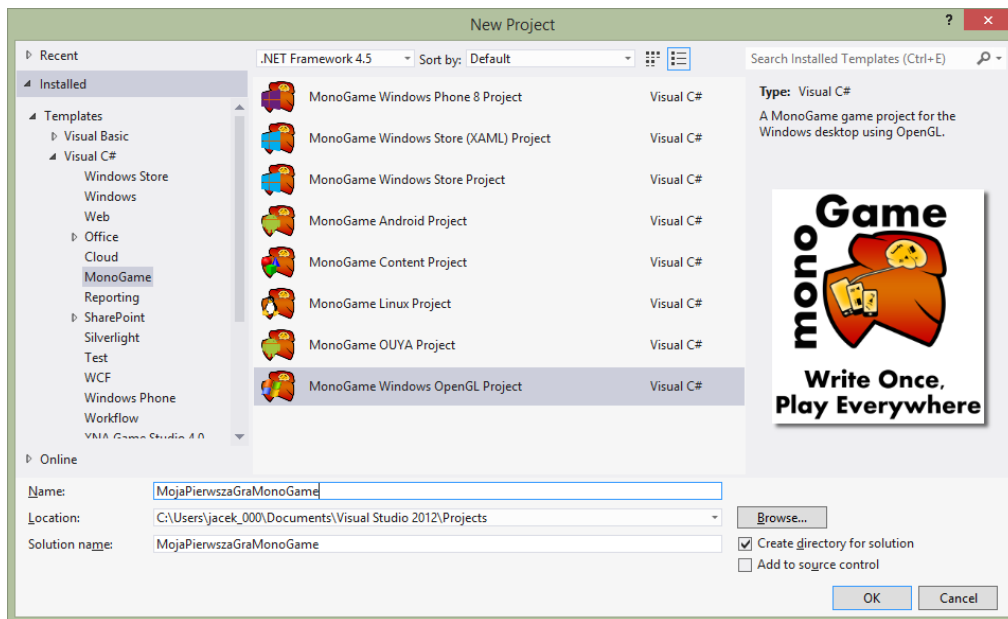 New Project
? ×
Recent
.NET Framework 4.5 Sort by: Default
Search Installed Templates (Ctrl+E)
Installed
Templates
Visual Basic
Visual C#
Windows Store
Windows
Web
Office
Cloud
MonoGame
Reporting
SharePoint
Silverlight
Test
WCF
Windows Phone
Workflow
XNA Game Studio 4.0
Online
MonoGame Windows Phone 8 Project Visual C#
MonoGame Windows Store (XAML) Project Visual C#
MonoGame Windows Store Project Visual C#
MonoGame Android Project Visual C#
MonoGame Content Project Visual C#
MonoGame Linux Project Visual C#
MonoGame OUYA Project Visual C#
MonoGame Windows OpenGL Project Visual C#
Type: Visual C#
A MonoGame game project for the
Windows desktop using OpenGL.
mono
Game
Write Once,
Play Everywhere
Name: MojaPierwszaGraMonoGame
Location: C:\Users\jacek_000\Documents\Visual Studio 2012\Projects
Browse...
Solution name: MojaPierwszaGraMonoGame
Create directory for solution
Add to source control
OK Cancel